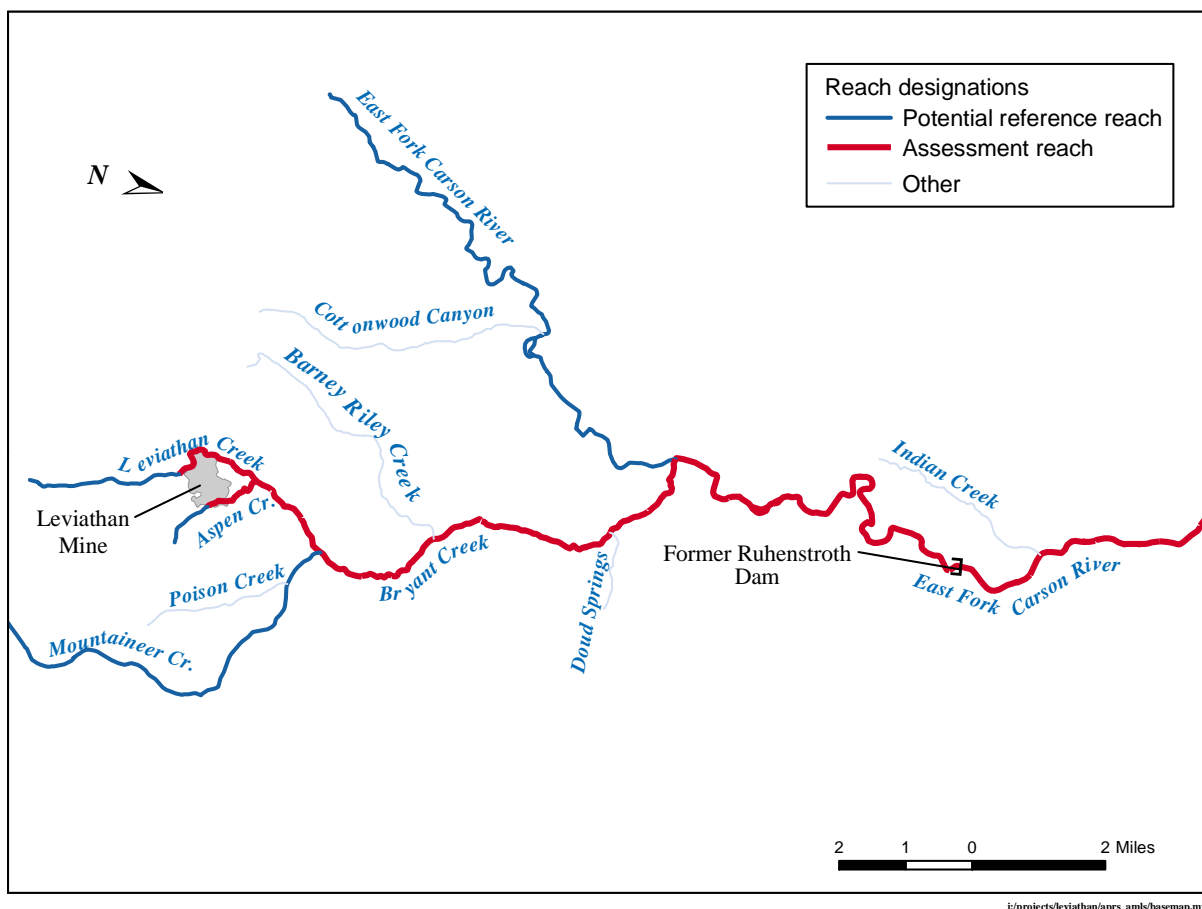 Reach designations
Potential reference reach
Assessment reach
Other
East Fork Carson River
N
Cottonwood Canyon
Barney Riley Creek
Leviathan Creek
Indian Creek
Leviathan
Mine
Aspen Cr.
Former Ruhenstroth
Dam
Bryant Creek
Poison Creek
East Fork Carson River
Doud Springs
Mountaineer Cr.
2 1 0 2 Miles